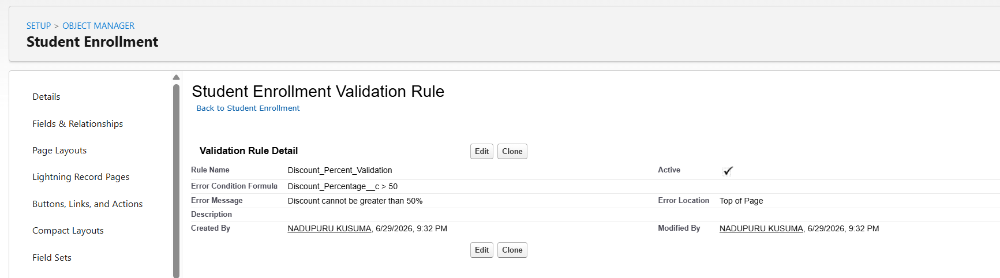 SETUP > OBJECT MANAGER
Student Enrollment
Details
Fields & Relationships
Page Layouts
Lightning Record Pages
Buttons, Links, and Actions
Compact Layouts
Field Sets
Student Enrollment Validation Rule
Back to Student Enrollment
Validation Rule Detail Edit Clone
Rule Name Discount_Percent_Validation Active
Error Condition Formula Discount_Percentage__c > 50
Error Message Discount cannot be greater than 50% Error Location Top of Page
Description
Created By NADUPURU KUSUMA, 6/29/2026, 9:32 PM Modified By NADUPURU KUSUMA, 6/29/2026, 9:32 PM
Edit Clone